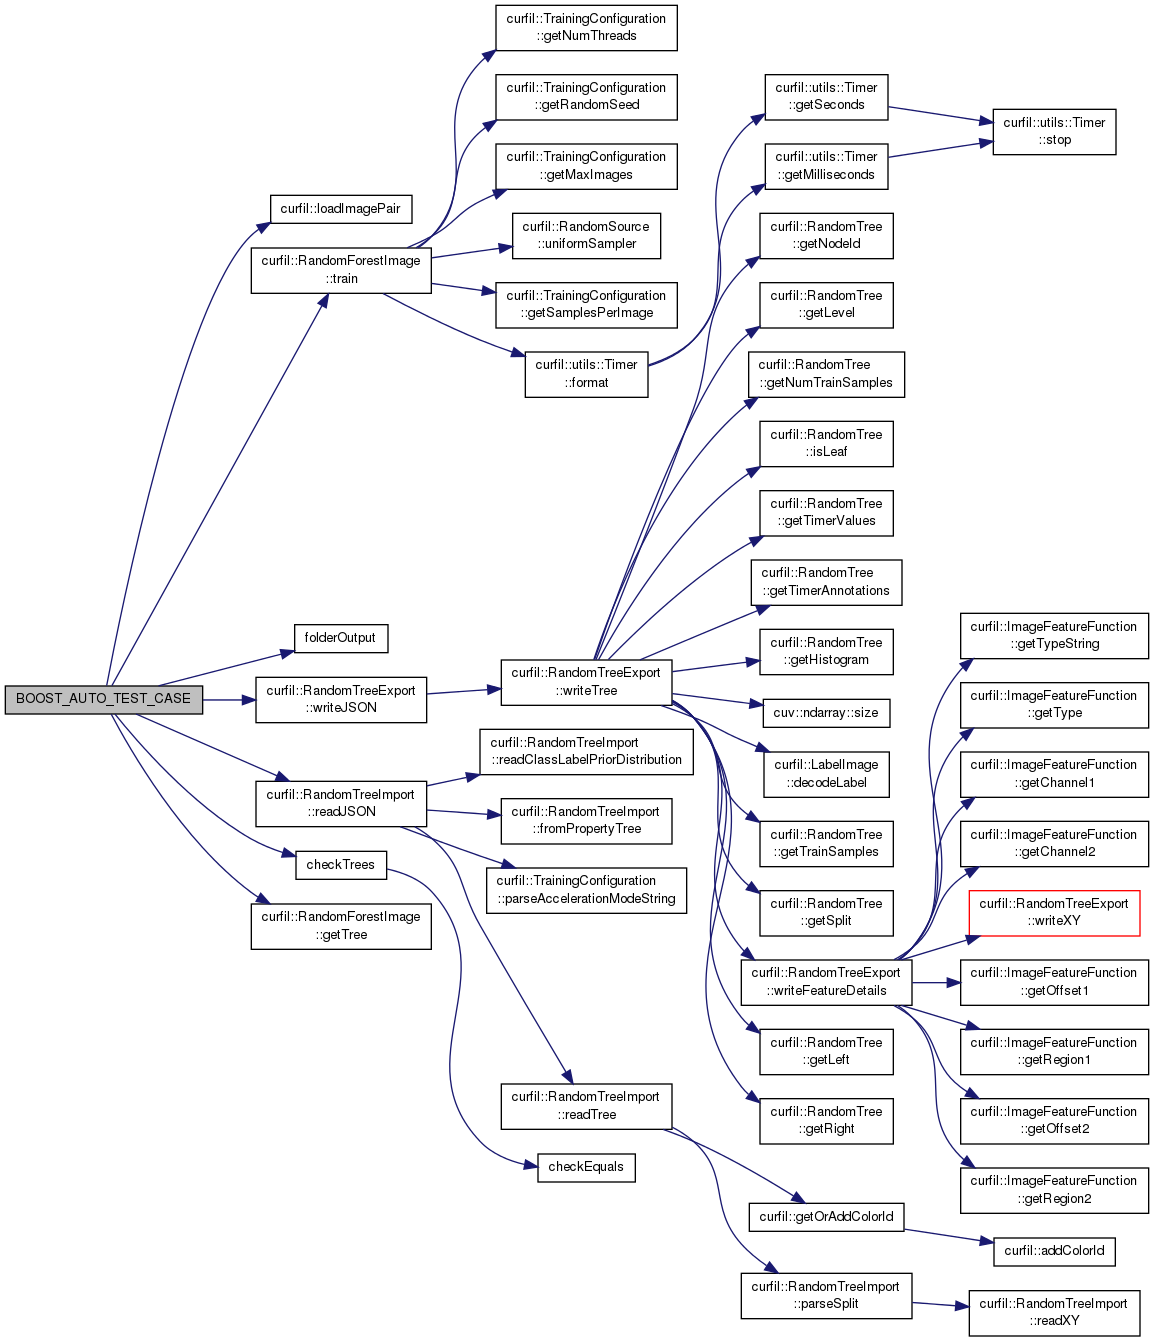 curfil::TrainingConfiguration
::getNumThreads
curfil::TrainingConfiguration
::getRandomSeed
curfil::utils::Timer
::getSeconds
curfil::utils::Timer
::stop
curfil::TrainingConfiguration
::getMaxImages
curfil::utils::Timer
::getMilliseconds
curfil::loadImagePair
curfil::RandomSource
::uniformSampler
curfil::RandomTree
::getNodeId
curfil::RandomForestImage
::train
curfil::TrainingConfiguration
::getSamplesPerImage
curfil::RandomTree
::getLevel
curfil::utils::Timer
::format
curfil::RandomTree
::getNumTrainSamples
curfil::RandomTree
::isLeaf
curfil::RandomTree
::getTimerValues
curfil::RandomTree
::getTimerAnnotations
folderOutput
curfil::RandomTree
::getHistogram
curfil::ImageFeatureFunction
::getTypeString
BOOST_AUTO_TEST_CASE
curfil::RandomTreeExport
::writeJSON
curfil::RandomTreeExport
::writeTree
cuv::ndarray::size
curfil::ImageFeatureFunction
::getType
curfil::RandomTreeImport
::readClassLabelPriorDistribution
curfil::LabelImage
::decodeLabel
curfil::ImageFeatureFunction
::getChannel1
curfil::RandomTreeImport
::readJSON
curfil::RandomTreeImport
::fromPropertyTree
curfil::RandomTree
::getTrainSamples
curfil::ImageFeatureFunction
::getChannel2
checkTrees
curfil::TrainingConfiguration
::parseAccelerationModeString
curfil::RandomTree
::getSplit
curfil::RandomTreeExport
::writeXY
curfil::RandomForestImage
::getTree
curfil::RandomTreeExport
::writeFeatureDetails
curfil::ImageFeatureFunction
::getOffset1
curfil::RandomTree
::getLeft
curfil::ImageFeatureFunction
::getRegion1
curfil::RandomTreeImport
::readTree
curfil::RandomTree
::getRight
curfil::ImageFeatureFunction
::getOffset2
checkEquals
curfil::ImageFeatureFunction
::getRegion2
curfil::getOrAddColorId
curfil::addColorId
curfil::RandomTreeImport
::parseSplit
curfil::RandomTreeImport
::readXY